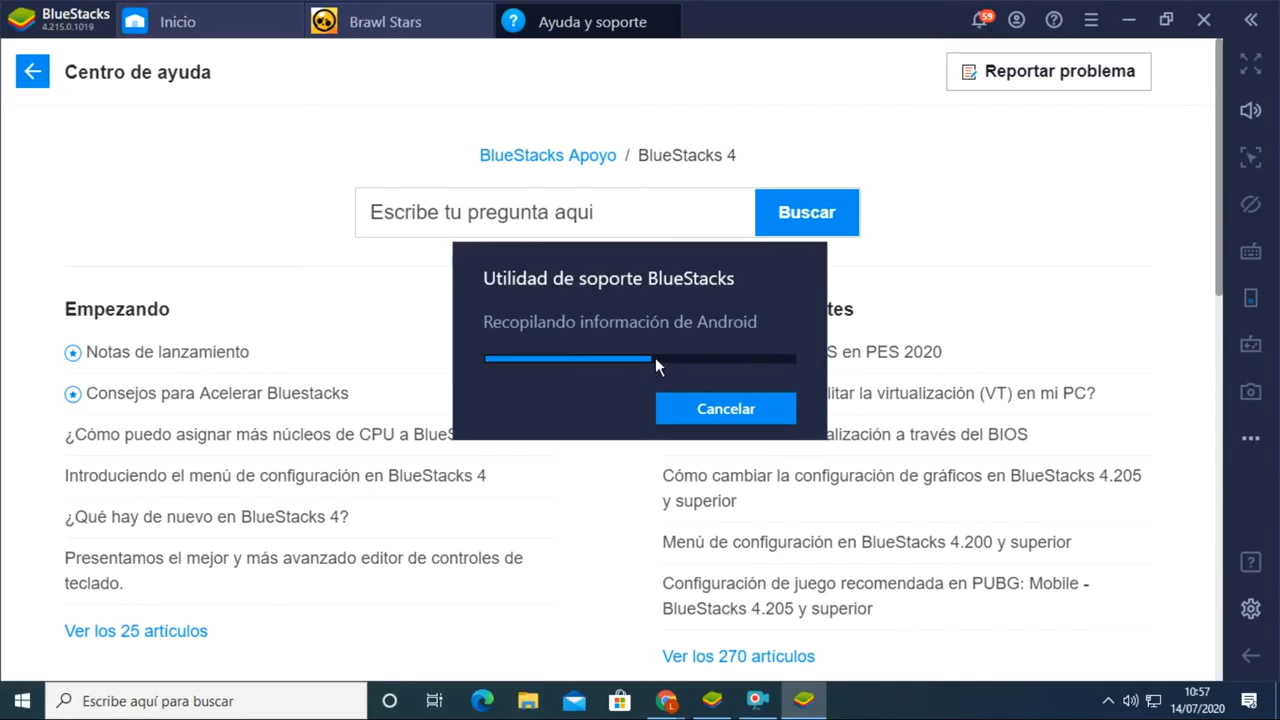 BlueStacks
4.215.0.1019
Inicio
Brawl Stars
Ayuda y soporte
59
Centro de ayuda
Reportar problema
BlueStacks Apoyo / BlueStacks 4
Escribe tu pregunta aqui
Buscar
Utilidad de soporte BlueStacks
Recopilando información de Android
Cancelar
Empezando
Notas de lanzamiento
Consejos para Acelerar Bluestacks
¿Cómo puedo asignar más núcleos de CPU a BlueS
Introduciendo el menú de configuración en BlueStacks 4
¿Qué hay de nuevo en BlueStacks 4?
Presentamos el mejor y más avanzado editor de controles de
teclado.
Ver los 25 artículos
tes
S en PES 2020
litar la virtualización (VT) en mi PC?
alización a través del BIOS
Cómo cambiar la configuración de gráficos en BlueStacks 4.205
y superior
Menú de configuración en BlueStacks 4.200 y superior
Configuración de juego recomendada en PUBG: Mobile -
BlueStacks 4.205 y superior
Ver los 270 artículos
Escribe aquí para buscar
10:57
14/07/2020